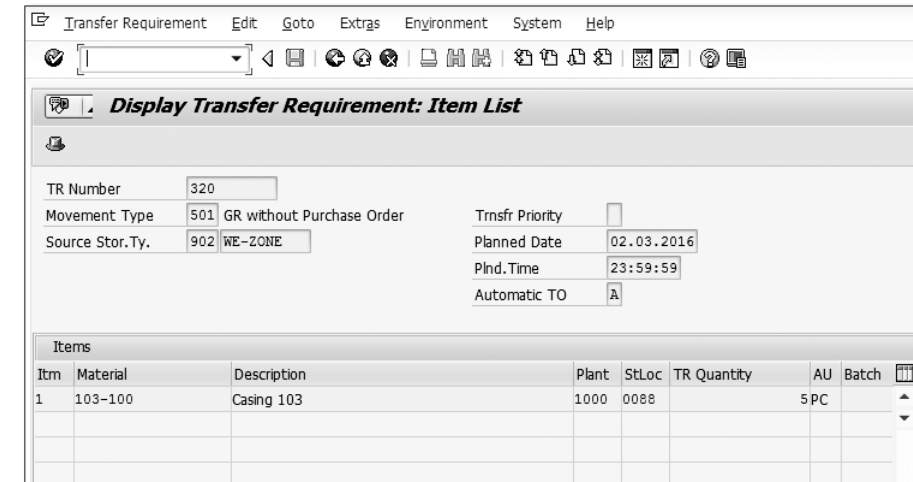 Transfer Requirement Edit Goto Extras Environment System Help
Display Transfer Requirement: Item List
TR Number 320
Movement Type 501 GR without Purchase Order Trnsfr Priority
Source Stor.Ty. 902 WE-ZONE Planned Date 02.03.2016
Plnd.Time 23:59:59
Automatic TO A
Items
Itm Material Description Plant StLoc TR Quantity AU Batch
1 103-100 Casing 103 1000 0088 5 PC